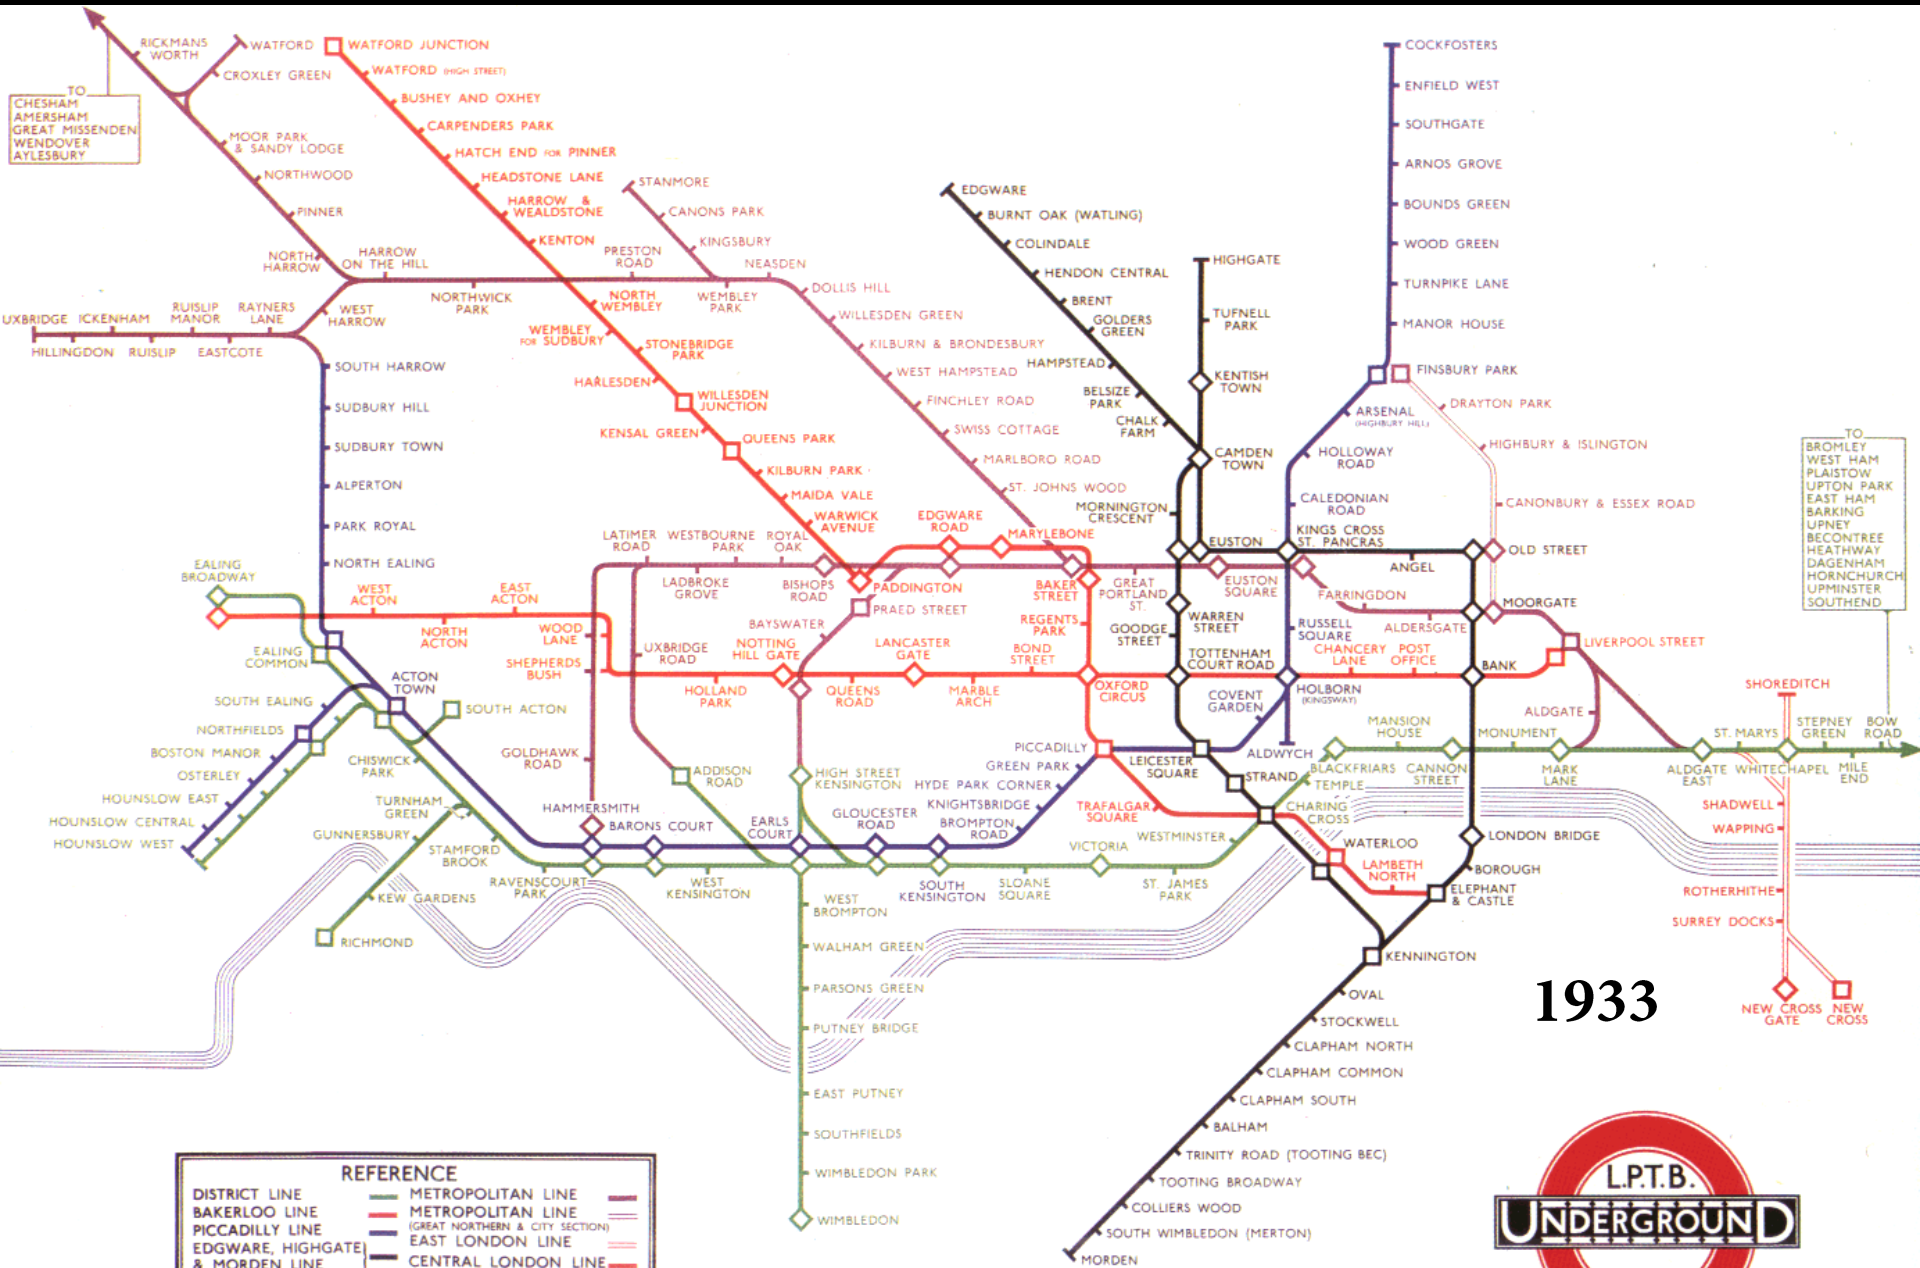 RICKMANS
WORTH
WATFORD
CROXLEY GREEN
TO
CHESHAM
AMERSHAM
GREAT MISSENDEN
WENDOVER
AYLESBURY
MOOR PARK
& SANDY LODGE
NORTHWOOD
PINNER
NORTH
HARROW
HARROW
ON THE HILL
NORTHWICK
PARK
PRESTON
ROAD
WEMBLEY
PARK
NEASDEN
STANMORE
CANONS PARK
KINGSBURY
DOLLIS HILL
WILLESDEN GREEN
KILBURN & BRONDESBURY
WEST HAMPSTEAD
FINCHLEY ROAD
SWISS COTTAGE
MARLBORO ROAD
ST. JOHNS WOOD
UXBRIDGE
ICKENHAM
RUISLIP
MANOR
RAYNERS
LANE
WEST
HARROW
HILLINGDON
RUISLIP
EASTCOTE
SOUTH HARROW
SUDBURY HILL
SUDBURY TOWN
ALPERTON
PARK ROYAL
NORTH EALING
WATFORD JUNCTION
WATFORD (HIGH STREET)
BUSHEY AND OXHEY
CARPENDERS PARK
HATCH END FOR PINNER
HEADSTONE LANE
HARROW &
WEALDSTONE
KENTON
NORTH
WEMBLEY
WEMBLEY
FOR SUDBURY
STONEBRIDGE
PARK
HARLESDEN
WILLESDEN
JUNCTION
KENSAL GREEN
QUEENS PARK
KILBURN PARK
MAIDA VALE
WARWICK
AVENUE
EDGWARE
ROAD
MARYLEBONE
PADDINGTON
BAKER
STREET
REGENTS
PARK
EDGWARE
BURNT OAK (WATLING)
COLINDALE
HENDON CENTRAL
BRENT
GOLDERS
GREEN
HAMPSTEAD
BELSIZE
PARK
CHALK
FARM
HIGHGATE
TUFNELL
PARK
KENTISH
TOWN
CAMDEN
TOWN
MORNINGTON
CRESCENT
EUSTON
WARREN
STREET
GOODGE
STREET
TOTTENHAM
COURT ROAD
COCKFOSTERS
ENFIELD WEST
SOUTHGATE
ARNOS GROVE
BOUNDS GREEN
WOOD GREEN
TURNPIKE LANE
MANOR HOUSE
FINSBURY PARK
ARSENAL
(HIGHBURY HILL)
HOLLOWAY
ROAD
CALEDONIAN
ROAD
KINGS CROSS
ST. PANCRAS
DRAYTON PARK
HIGHBURY & ISLINGTON
CANONBURY & ESSEX ROAD
OLD STREET
ANGEL
MOORGATE
TO
BROMLEY
WEST HAM
PLAISTOW
UPTON PARK
EAST HAM
BARKING
UPNEY
BECONTREE
HEATHWAY
DAGENHAM
HORNCHURCH
UPMINSTER
SOUTHEND
EALING
BROADWAY
WEST
ACTON
EAST
ACTON
NORTH
ACTON
WOOD
LANE
SHEPHERDS
BUSH
HOLLAND
PARK
NOTTING
HILL GATE
QUEENS
ROAD
LANCASTER
GATE
MARBLE
ARCH
BOND
STREET
OXFORD
CIRCUS
LATIMER
ROAD
WESTBOURNE
PARK
ROYAL
OAK
LADBROKE
GROVE
BISHOPS
ROAD
PRAED STREET
BAYSWATER
UXBRIDGE
ROAD
GREAT
PORTLAND
ST.
EUSTON
SQUARE
FARRINGDON
ALDERSGATE
RUSSELL
SQUARE
CHANCERY
LANE
POST
OFFICE
HOLBORN
(KINGSWAY)
BANK
LIVERPOOL STREET
EALING
COMMON
ACTON
TOWN
SOUTH EALING
SOUTH ACTON
NORTHFIELDS
BOSTON MANOR
OSTERLEY
HOUNSLOW EAST
HOUNSLOW CENTRAL
HOUNSLOW WEST
CHISWICK
PARK
TURNHAM
GREEN
GUNNERSBURY
KEW GARDENS
RICHMOND
STAMFORD
BROOK
RAVENSCOURT
PARK
GOLDHAWK
ROAD
HAMMERSMITH
BARONS COURT
ADDISON
ROAD
WEST
KENSINGTON
EARLS
COURT
HIGH STREET
KENSINGTON
GLOUCESTER
ROAD
SOUTH
KENSINGTON
BROMPTON
ROAD
KNIGHTSBRIDGE
HYDE PARK CORNER
GREEN PARK
PICCADILLY
LEICESTER
SQUARE
COVENT
GARDEN
ALDWYCH
STRAND
TRAFALGAR
SQUARE
SLOANE
SQUARE
VICTORIA
ST. JAMES
PARK
WESTMINSTER
CHARING
CROSS
TEMPLE
BLACKFRIARS
MANSION
HOUSE
CANNON
STREET
MONUMENT
MARK
LANE
ALDGATE
ALDGATE
EAST
ST. MARYS
WHITECHAPEL
STEPNEY
GREEN
MILE
END
BOW
ROAD
SHOREDITCH
SHADWELL
WAPPING
ROTHERHITHE
SURREY DOCKS
NEW CROSS
GATE
NEW
CROSS
WATERLOO
LAMBETH
NORTH
LONDON BRIDGE
BOROUGH
ELEPHANT
& CASTLE
KENNINGTON
OVAL
STOCKWELL
CLAPHAM NORTH
CLAPHAM COMMON
CLAPHAM SOUTH
BALHAM
TRINITY ROAD (TOOTING BEC)
TOOTING BROADWAY
COLLIERS WOOD
SOUTH WIMBLEDON (MERTON)
MORDEN
WEST
BROMPTON
WALHAM GREEN
PARSONS GREEN
PUTNEY BRIDGE
EAST PUTNEY
SOUTHFIELDS
WIMBLEDON PARK
WIMBLEDON
1933
REFERENCE
DISTRICT LINE
BAKERLOO LINE
PICCADILLY LINE
EDGWARE, HIGHGATE
& MORDEN LINE
METROPOLITAN LINE
METROPOLITAN LINE
(GREAT NORTHERN & CITY SECTION)
EAST LONDON LINE
CENTRAL LONDON LINE
L.P.T.B.
UNDERGROUND